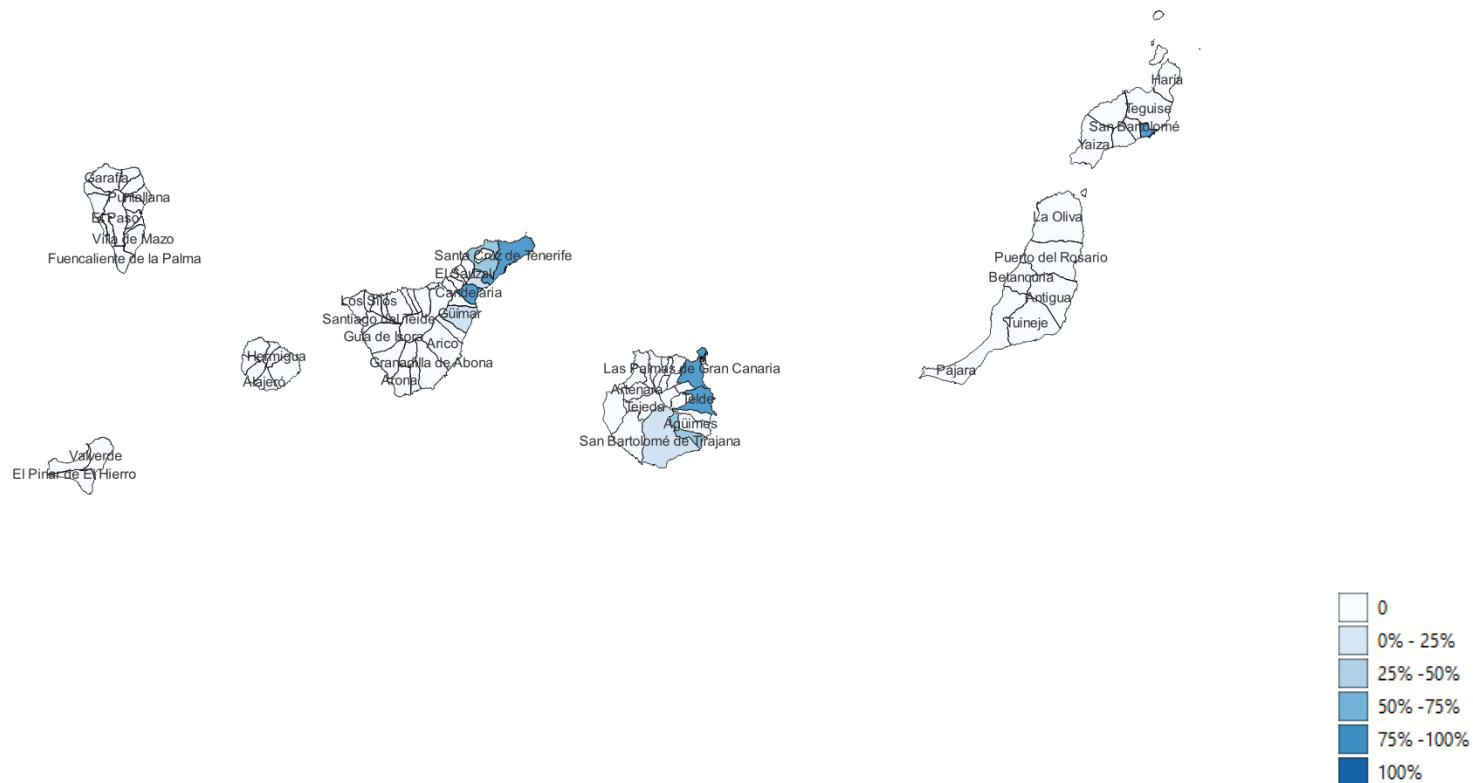 Haría
Teguise
San Bartolomé
Yaiza
Garafía
Puntallana
El Paso
Villa de Mazo
Fuencaliente de la Palma
La Oliva
Puerto del Rosario
Betancuria
Antigua
Tuineje
Pájara
Santa Cruz de Tenerife
El Sauzal
Candelaria
Los Silos
Güímar
Santiago del Teide
Guía de Isora
Arico
Granadilla de Abona
Arona
Hermigua
Alajeró
Las Palmas de Gran Canaria
Artenara
Telde
Tejeda
Agüimes
San Bartolomé de Tirajana
Valverde
El Pinar de El Hierro
0
0% - 25%
25% -50%
50% -75%
75% -100%
100%